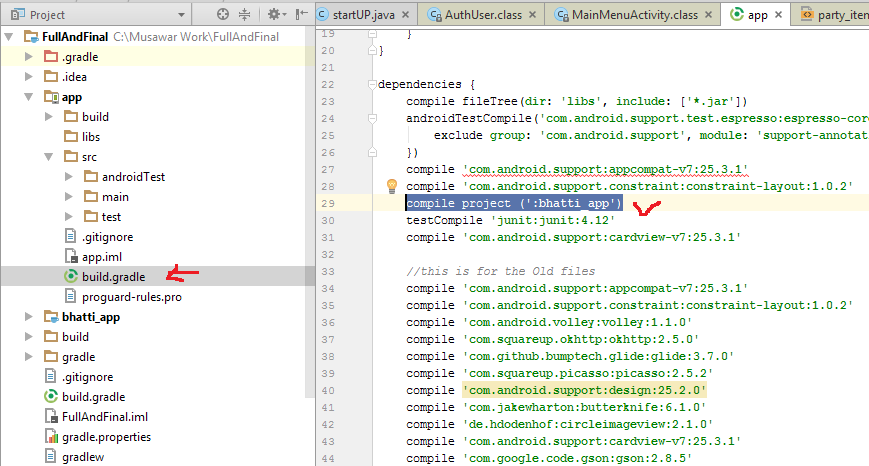 Project
startUP.java
AuthUser.class
MainMenuActivity.class
app
FullAndFinal C:\Musawar Work\FullAndFinal
.gradle
.idea
app
build
libs
src
androidTest
main
test
.gitignore
app.iml
build.gradle
proguard-rules.pro
bhatti_app
build
gradle
.gitignore
build.gradle
FullAndFinal.iml
gradle.properties
gradlew
19 }
20 }
21
22 dependencies {
23 compile fileTree(dir: 'libs', include: ['*.jar'])
24 androidTestCompile('com.android.support.test.espresso:espresso-cor
25 exclude group: 'com.android.support', module: 'support-annotat
26 })
27 compile 'com.android.support:appcompat-v7:25.3.1'
28 compile 'com.android.support.constraint:constraint-layout:1.0.2'
29 compile project (':bhatti_app')
30 testCompile 'junit:junit:4.12'
31 compile 'com.android.support:cardview-v7:25.3.1'
32
33 //this is for the Old files
34 compile 'com.android.support:appcompat-v7:25.3.1'
35 compile 'com.android.support.constraint:constraint-layout:1.0.2'
36 compile 'com.android.volley:volley:1.1.0'
37 compile 'com.squareup.okhttp:okhttp:2.5.0'
38 compile 'com.github.bumptech.glide:glide:3.7.0'
39 compile 'com.squareup.picasso:picasso:2.5.2'
40 compile 'com.android.support:design:25.2.0'
41 compile 'com.jakewharton:butterknife:6.1.0'
42 compile 'de.hdodenhof:circleimageview:2.1.0'
43 compile 'com.android.support:cardview-v7:25.3.1'
44 compile 'com.google.code.gson:gson:2.8.5'